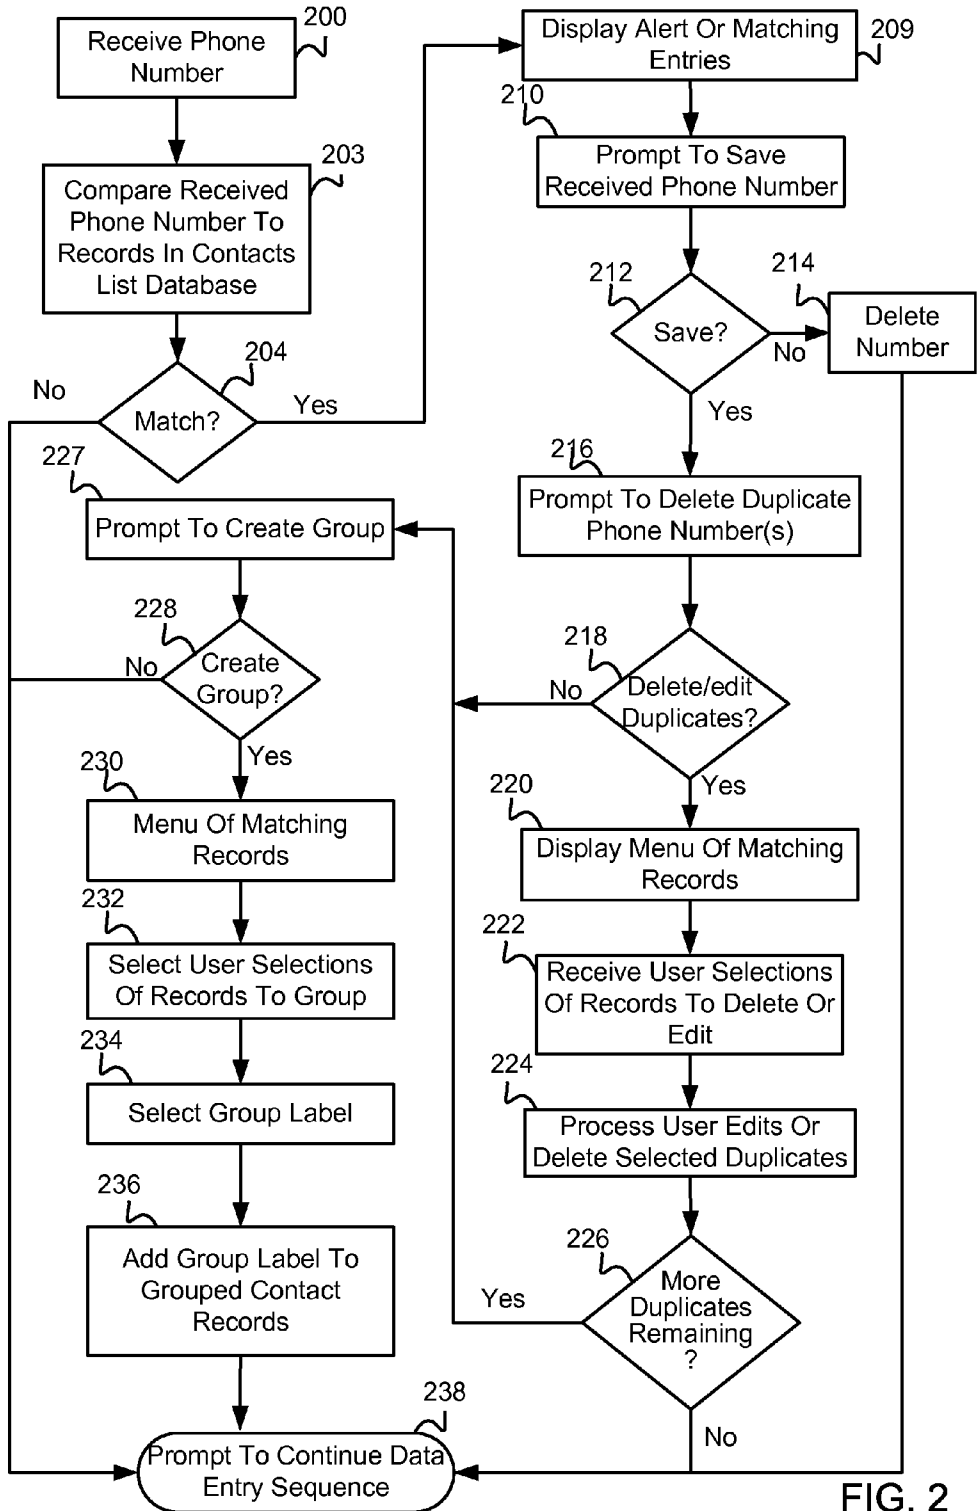 200
Receive Phone
Number
203
Compare Received
Phone Number To
Records In Contacts
List Database
204
No
Match?
Yes
209
Display Alert Or Matching
Entries
210
Prompt To Save
Received Phone Number
212
Save?
No
Yes
214
Delete
Number
216
Prompt To Delete Duplicate
Phone Number(s)
218
Delete/edit
Duplicates?
No
Yes
220
Display Menu Of Matching
Records
222
Receive User Selections
Of Records To Delete Or
Edit
224
Process User Edits Or
Delete Selected Duplicates
226
More
Duplicates
Remaining
?
Yes
No
227
Prompt To Create Group
228
Create
Group?
No
Yes
230
Menu Of Matching
Records
232
Select User Selections
Of Records To Group
234
Select Group Label
236
Add Group Label To
Grouped Contact
Records
238
Prompt To Continue Data
Entry Sequence
FIG. 2